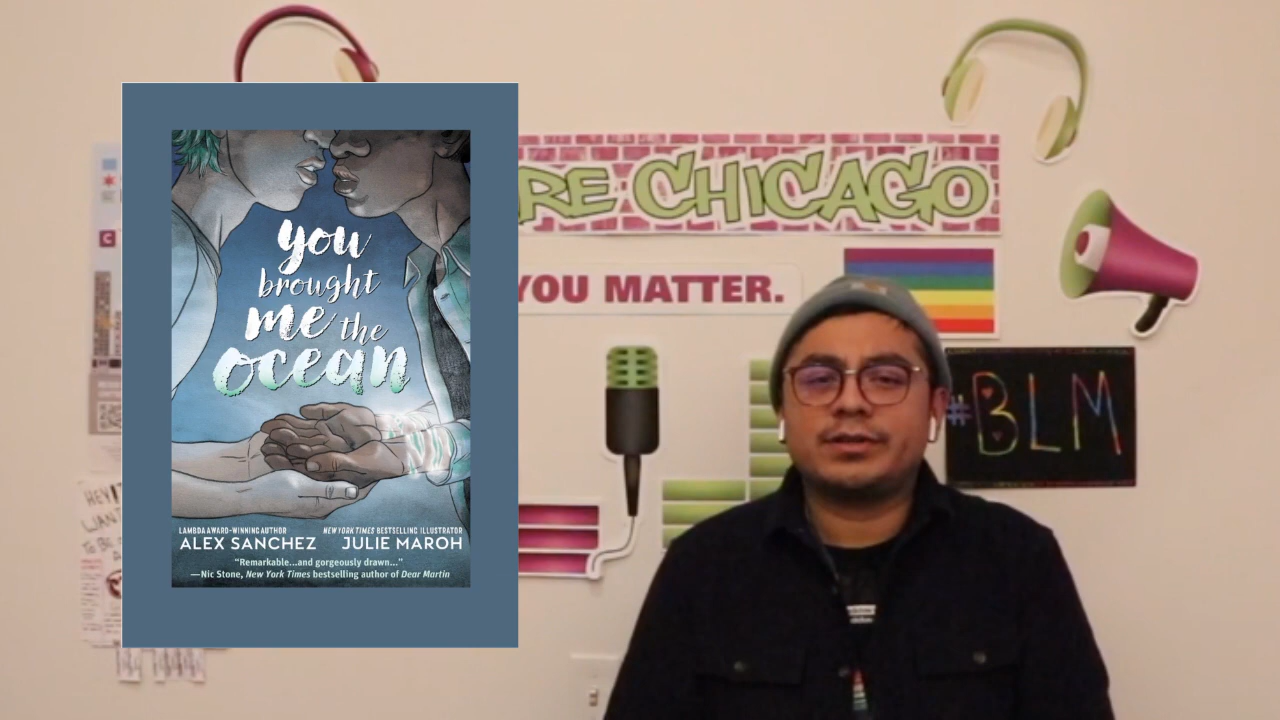 RE CHICAGO
YOU MATTER.
#BLM
HEY
you
brought
me the
ocean
LAMBDA AWARD-WINNING AUTHOR
ALEX SANCHEZ
NEW YORK TIMES BESTSELLING ILLUSTRATOR
JULIE MAROH
“Remarkable...and gorgeously drawn...”
—Nic Stone, New York Times bestselling author of Dear Martin